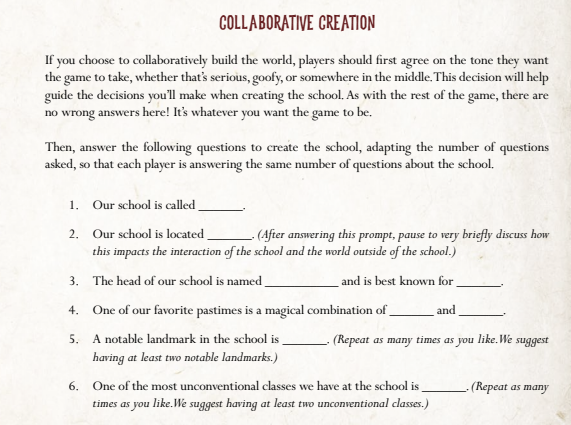 COLLABORATIVE CREATION
If you choose to collaboratively build the world, players should first agree on the tone they want
the game to take, whether that's serious, goofy, or somewhere in the middle. This decision will help
guide the decisions you'll make when creating the school. As with the rest of the game, there are
no wrong answers here! It's whatever you want the game to be.
Then, answer the following questions to create the school, adapting the number of questions
asked, so that each player is answering the same number of questions about the school.
1. Our school is called _______.
2. Our school is located _______. (After answering this prompt, pause to very briefly discuss how
this impacts the interaction of the school and the world outside of the school.)
3. The head of our school is named ___________ and is best known for _______.
4. One of our favorite pastimes is a magical combination of _______ and _______.
5. A notable landmark in the school is _______. (Repeat as many times as you like. We suggest
having at least two notable landmarks.)
6. One of the most unconventional classes we have at the school is _______. (Repeat as many
times as you like. We suggest having at least two unconventional classes.)